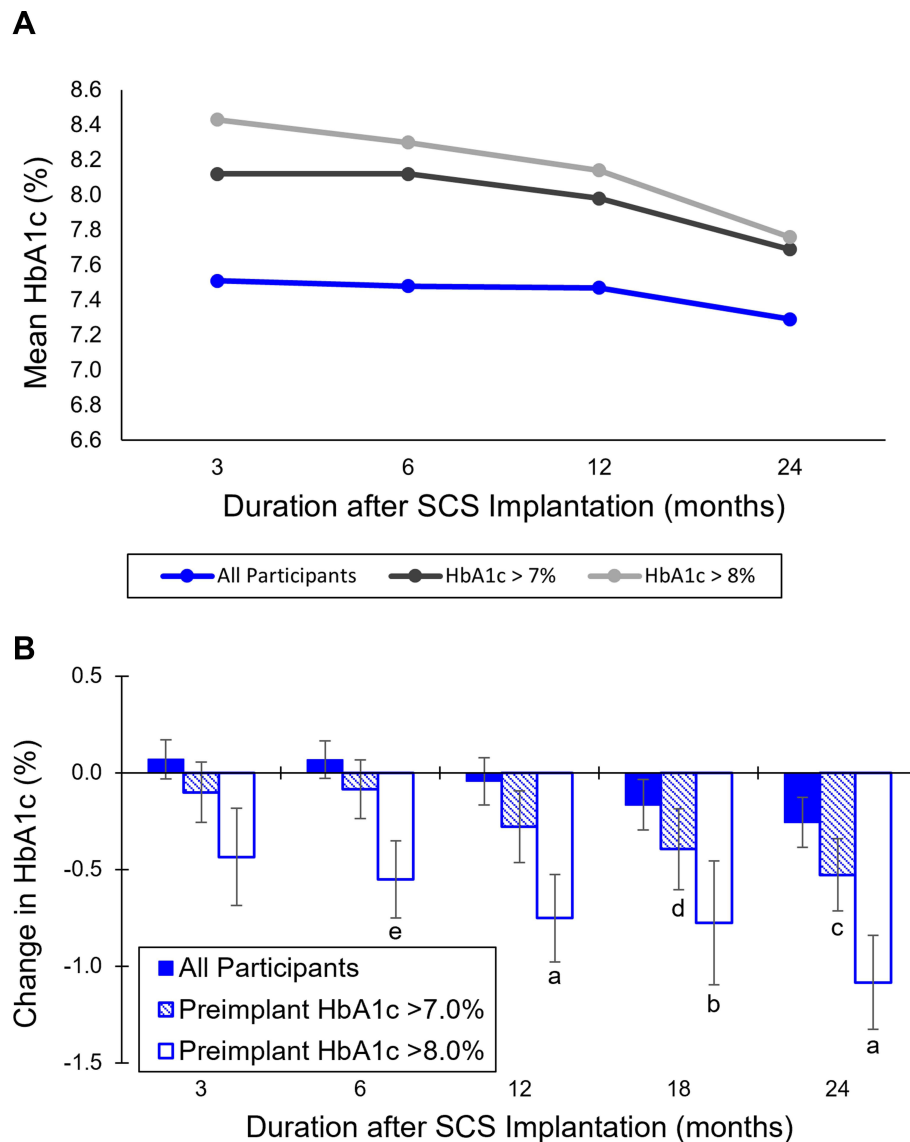 A
8.6
8.4
8.2
8.0
7.8
7.6
7.4
7.2
7.0
6.8
6.6
Mean HbA1c (%)
3 6 12 24
Duration after SCS Implantation (months)
All Participants HbA1c > 7% HbA1c > 8%
B
0.5
0.0
-0.5
-1.0
-1.5
Change in HbA1c (%)
e
a
d
b
c
a
All Participants
Preimplant HbA1c >7.0%
Preimplant HbA1c >8.0%
3 6 12 18 24
Duration after SCS Implantation (months)